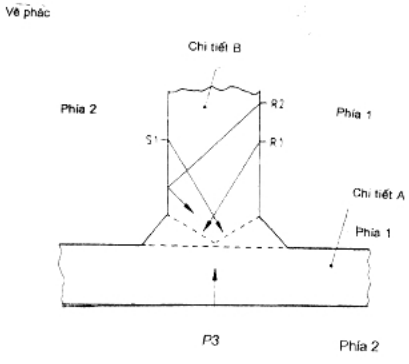 Vẽ phác
Chi tiết B
Phía 2
R2
Phía 1
S1
R1
Chi tiết A
Phía 1
P3
Phía 2